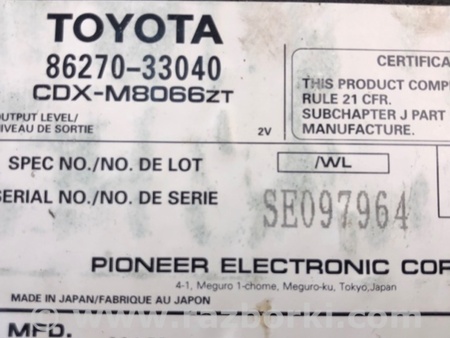 TOYOTA
86270-33040
CDX-M8066ZT
CERTIFICA
THIS PRODUCT COMP
RULE 21 CFR.
SUBCHAPTER J PART
MANUFACTURE.
OUTPUT LEVEL/
NIVEAU DE SORTIE
2V
SPEC NO./NO. DE LOT
/WL
SERIAL NO./NO. DE SERIE
SE097964
PIONEER ELECTRONIC COR
4-1, Meguro 1-chome, Meguro-ku, Tokyo,Japan
MADE IN JAPAN/FABRIQUE AU JAPON
MFD.
www.razborki.com